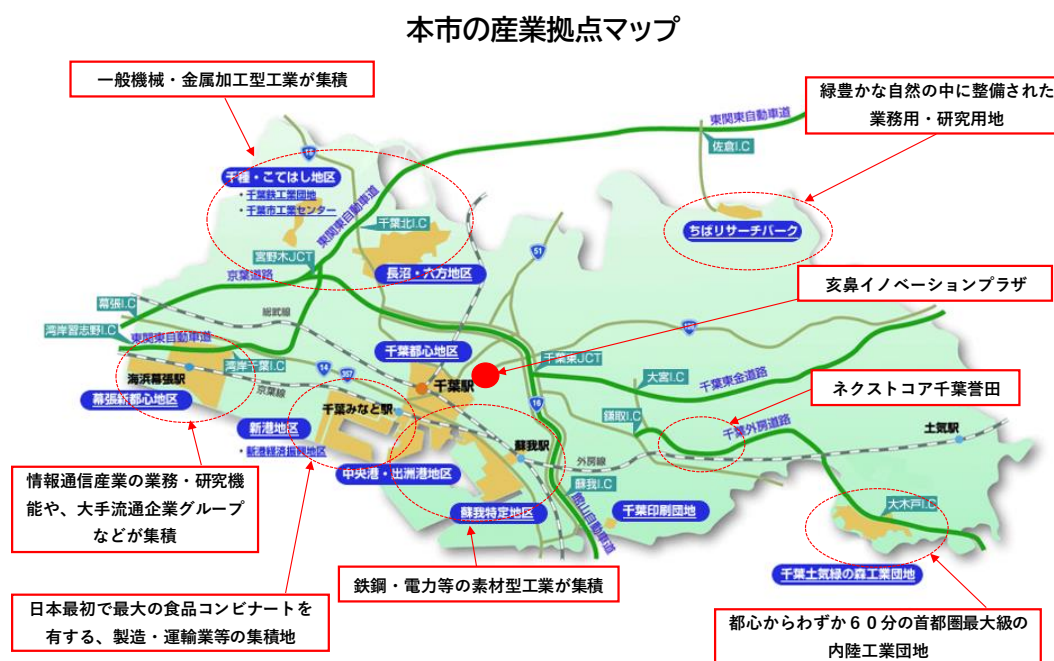 本市の産業拠点マップ
一般機械・金属加工型工業が集積
緑豊かな自然の中に整備された
業務用・研究用地
東関東自動車道
佐倉I.C
16
千種・こてはし地区
・千葉鉄工業団地
・千葉市工業センター
東関東自動車道
千葉北I.C
ちばリサーチパーク
宮野木JCT
長沼・六方地区
51
京葉道路
亥鼻イノベーションプラザ
幕張I.C
総武線
湾岸習志野I.C
東関東自動車道
千葉都心地区
千葉東JCT
湾岸千葉I.C
14
357
千葉駅
大宮I.C
千葉東金道路
海浜幕張駅
京葉線
ネクストコア千葉誉田
幕張新都心地区
千葉みなと駅
16
鎌取I.C
千葉外房道路
新港地区
・新港経済振興地区
蘇我駅
土気駅
外房線
中央港・出洲港地区
蘇我I.C
情報通信産業の業務・研究機
能や、大手流通企業グループ
などが集積
蘇我特定地区
館山自動車道
千葉印刷団地
大木戸I.C
鉄鋼・電力等の素材型工業が集積
千葉土気緑の森工業団地
日本最初で最大の食品コンビナートを
有する、製造・運輸業等の集積地
都心からわずか６０分の首都圏最大級の
内陸工業団地